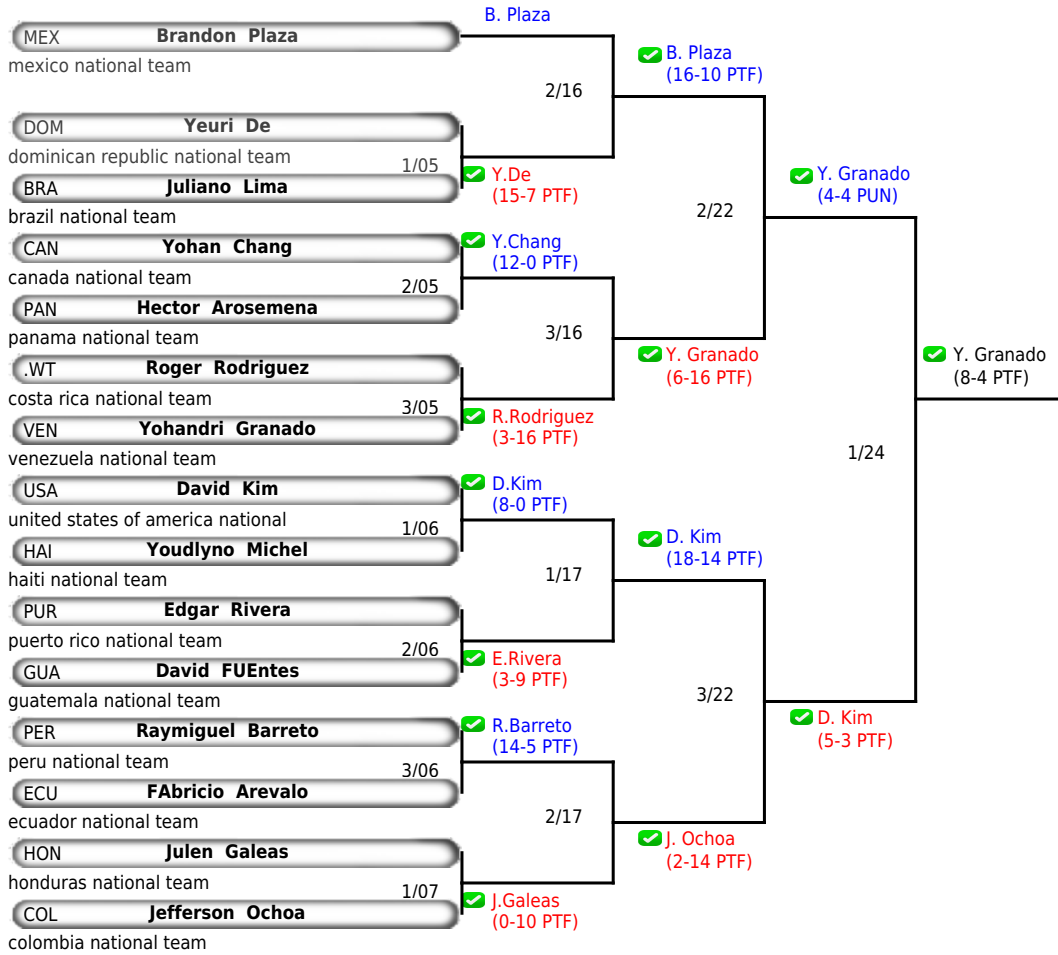 B. Plaza
MEX Brandon Plaza
mexico national team
B. Plaza
(16-10 PTF)
2/16
DOM Yeuri De
dominican republic national team
1/05
Y.De
(15-7 PTF)
BRA Juliano Lima
brazil national team
Y. Granado
(4-4 PUN)
2/22
CAN Yohan Chang
canada national team
Y.Chang
(12-0 PTF)
2/05
PAN Hector Arosemena
panama national team
3/16
Y. Granado
(6-16 PTF)
Y. Granado
(8-4 PTF)
.WT Roger Rodriguez
costa rica national team
3/05
R.Rodriguez
(3-16 PTF)
VEN Yohandri Granado
venezuela national team
1/24
USA David Kim
united states of america national
D.Kim
(8-0 PTF)
1/06
HAI Youdlyno Michel
haiti national team
D. Kim
(18-14 PTF)
1/17
PUR Edgar Rivera
puerto rico national team
2/06
E.Rivera
(3-9 PTF)
GUA David FUEntes
guatemala national team
3/22
D. Kim
(5-3 PTF)
PER Raymiguel Barreto
peru national team
R.Barreto
(14-5 PTF)
3/06
ECU FAbricio Arevalo
ecuador national team
2/17
J. Ochoa
(2-14 PTF)
HON Julen Galeas
honduras national team
1/07
J.Galeas
(0-10 PTF)
COL Jefferson Ochoa
colombia national team